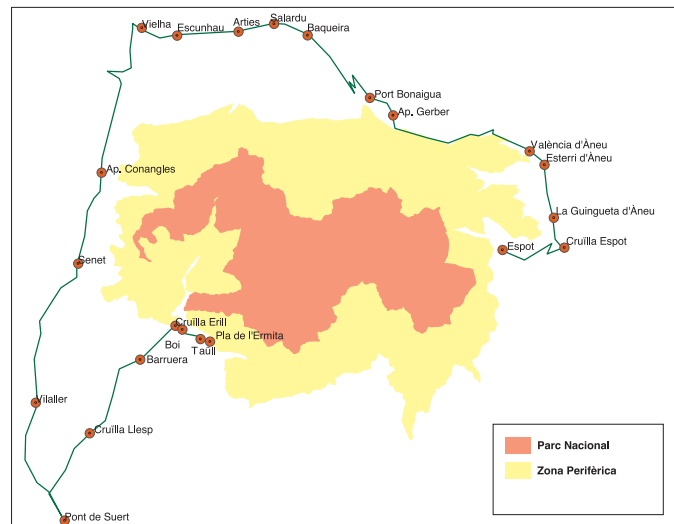 Salardu
Arties
Vielha
Escunhau
Baqueira
Port Bonaigua
Ap. Gerber
València d'Àneu
Esterri d'Àneu
Ap. Conangles
La Guingueta d'Àneu
Espot
Cruïlla Espot
Senet
Cruïlla Erill
Boi
Pla de l'Ermita
Taüll
Barruera
Vilaller
Cruïlla Llesp
Parc Nacional
Zona Perifèrica
Pont de Suert